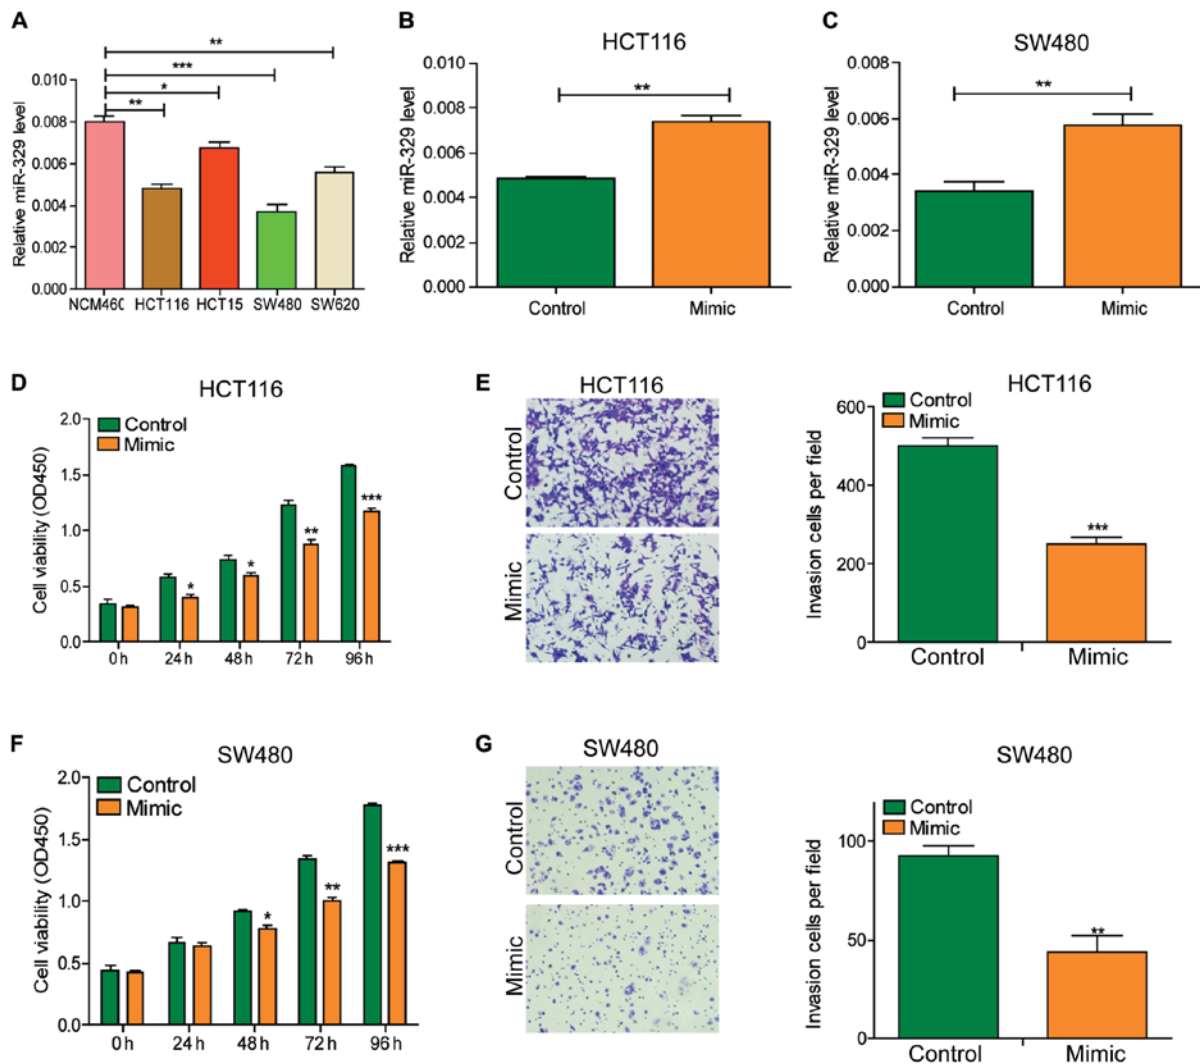 A
**
***
*
**
Relative miR-329 level
0.010
0.008
0.006
0.004
0.002
0.000
NCM460 HCT116 HCT15 SW480 SW620
B
HCT116
**
Relative miR-329 level
0.010
0.008
0.006
0.004
0.002
0.000
Control Mimic
C
SW480
**
Relative miR-329 level
0.008
0.006
0.004
0.002
0.000
Control Mimic
D
HCT116
Control
Mimic
Cell viability (OD450)
2.0
1.5
1.0
0.5
0.0
* * ** ***
0 h 24 h 48 h 72 h 96 h
E
HCT116
Control
Mimic
HCT116
Control
Mimic
Invasion cells per field
600
400
200
0
***
Control Mimic
F
SW480
Control
Mimic
Cell viability (OD450)
2.0
1.5
1.0
0.5
0.0
* ** ***
0 h 24 h 48 h 72 h 96 h
G
SW480
Control
Mimic
SW480
Control
Mimic
Invasion cells per field
100
50
0
**
Control Mimic